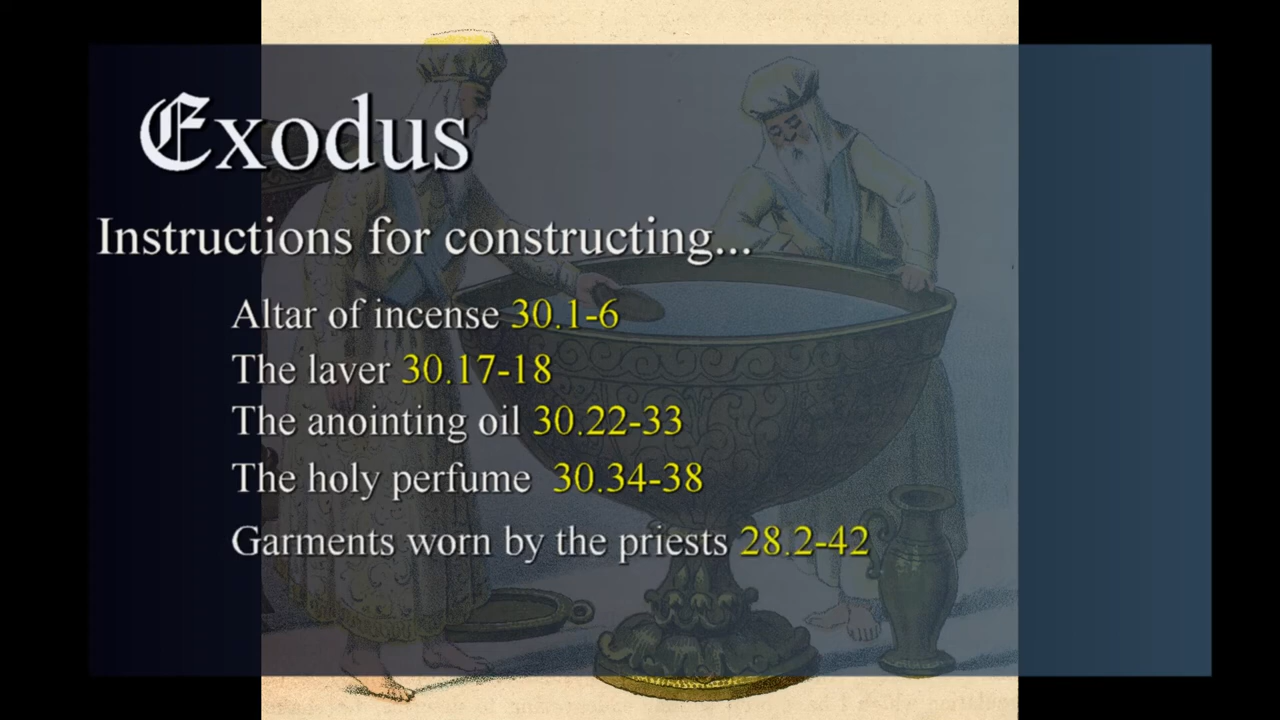 Exodus
Instructions for constructing...
Altar of incense 30.1-6
The laver 30.17-18
The anointing oil 30.22-33
The holy perfume 30.34-38
Garments worn by the priests 28.2-42